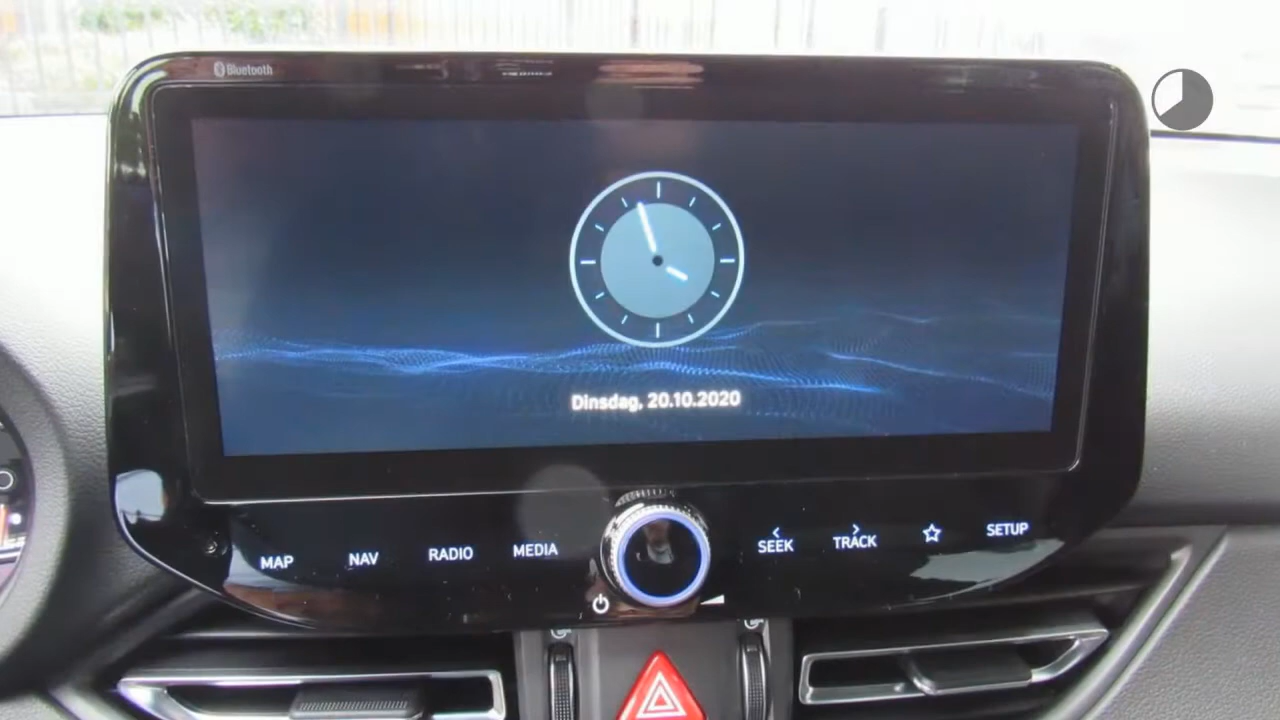 Bluetooth
Dinsdag, 20.10.2020
MAP
NAV
RADIO
MEDIA
SEEK
TRACK
SETUP